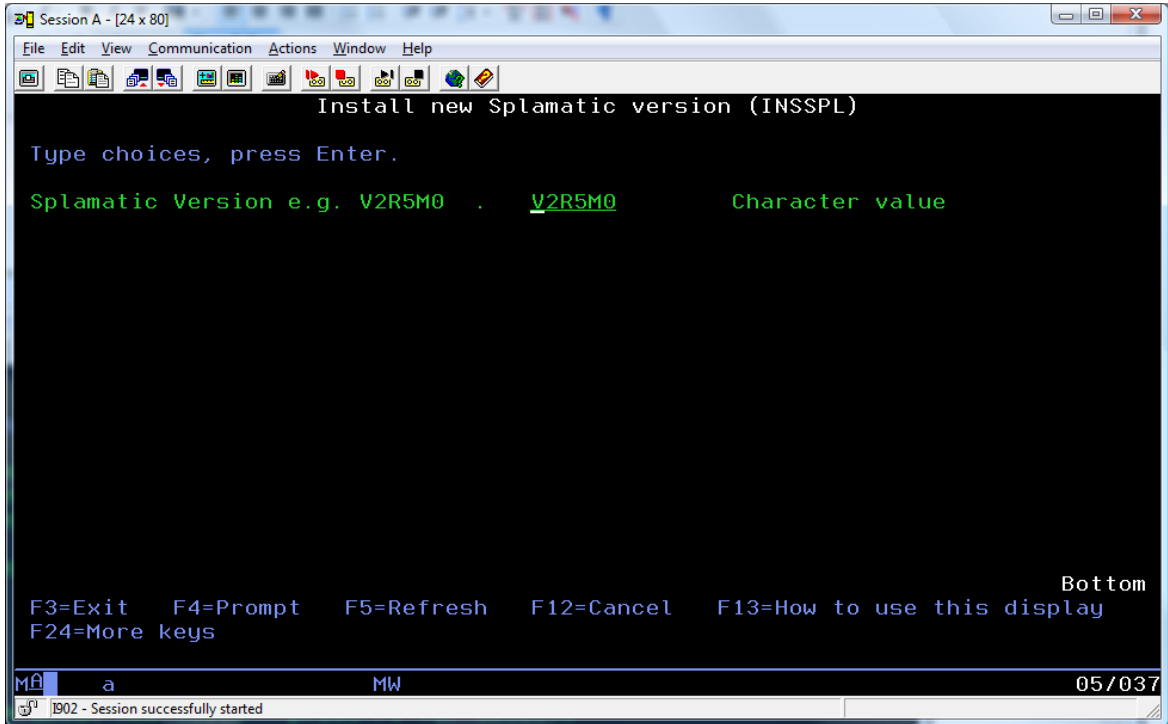 Session A - [24 x 80]
File Edit View Communication Actions Window Help
Install new Splamatic version (INSSPL)
Type choices, press Enter.
Splamatic Version e.g. V2R5M0 . V2R5M0 Character value
Bottom
F3=Exit F4=Prompt F5=Refresh F12=Cancel F13=How to use this display
F24=More keys
MA a MW 05/037
I902 - Session successfully started